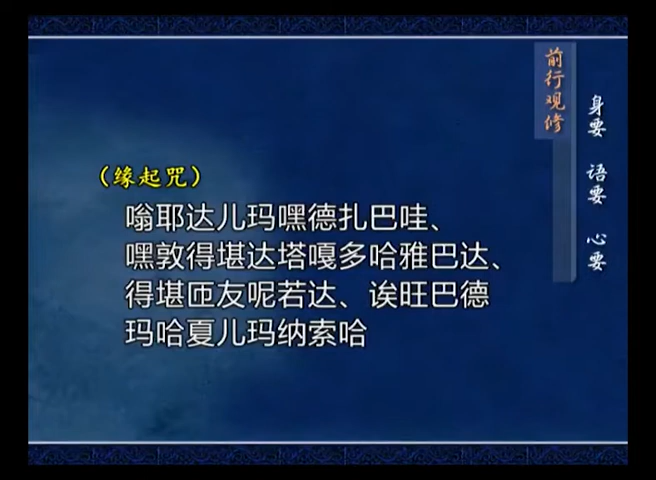 前行观修
身要 语要 心要
（缘起咒）
嗡耶达儿玛嘿德扎巴哇、
嘿敦得堪达塔嘎多哈雅巴达、
得堪匝友呢若达、诶旺巴德
玛哈夏儿玛纳索哈